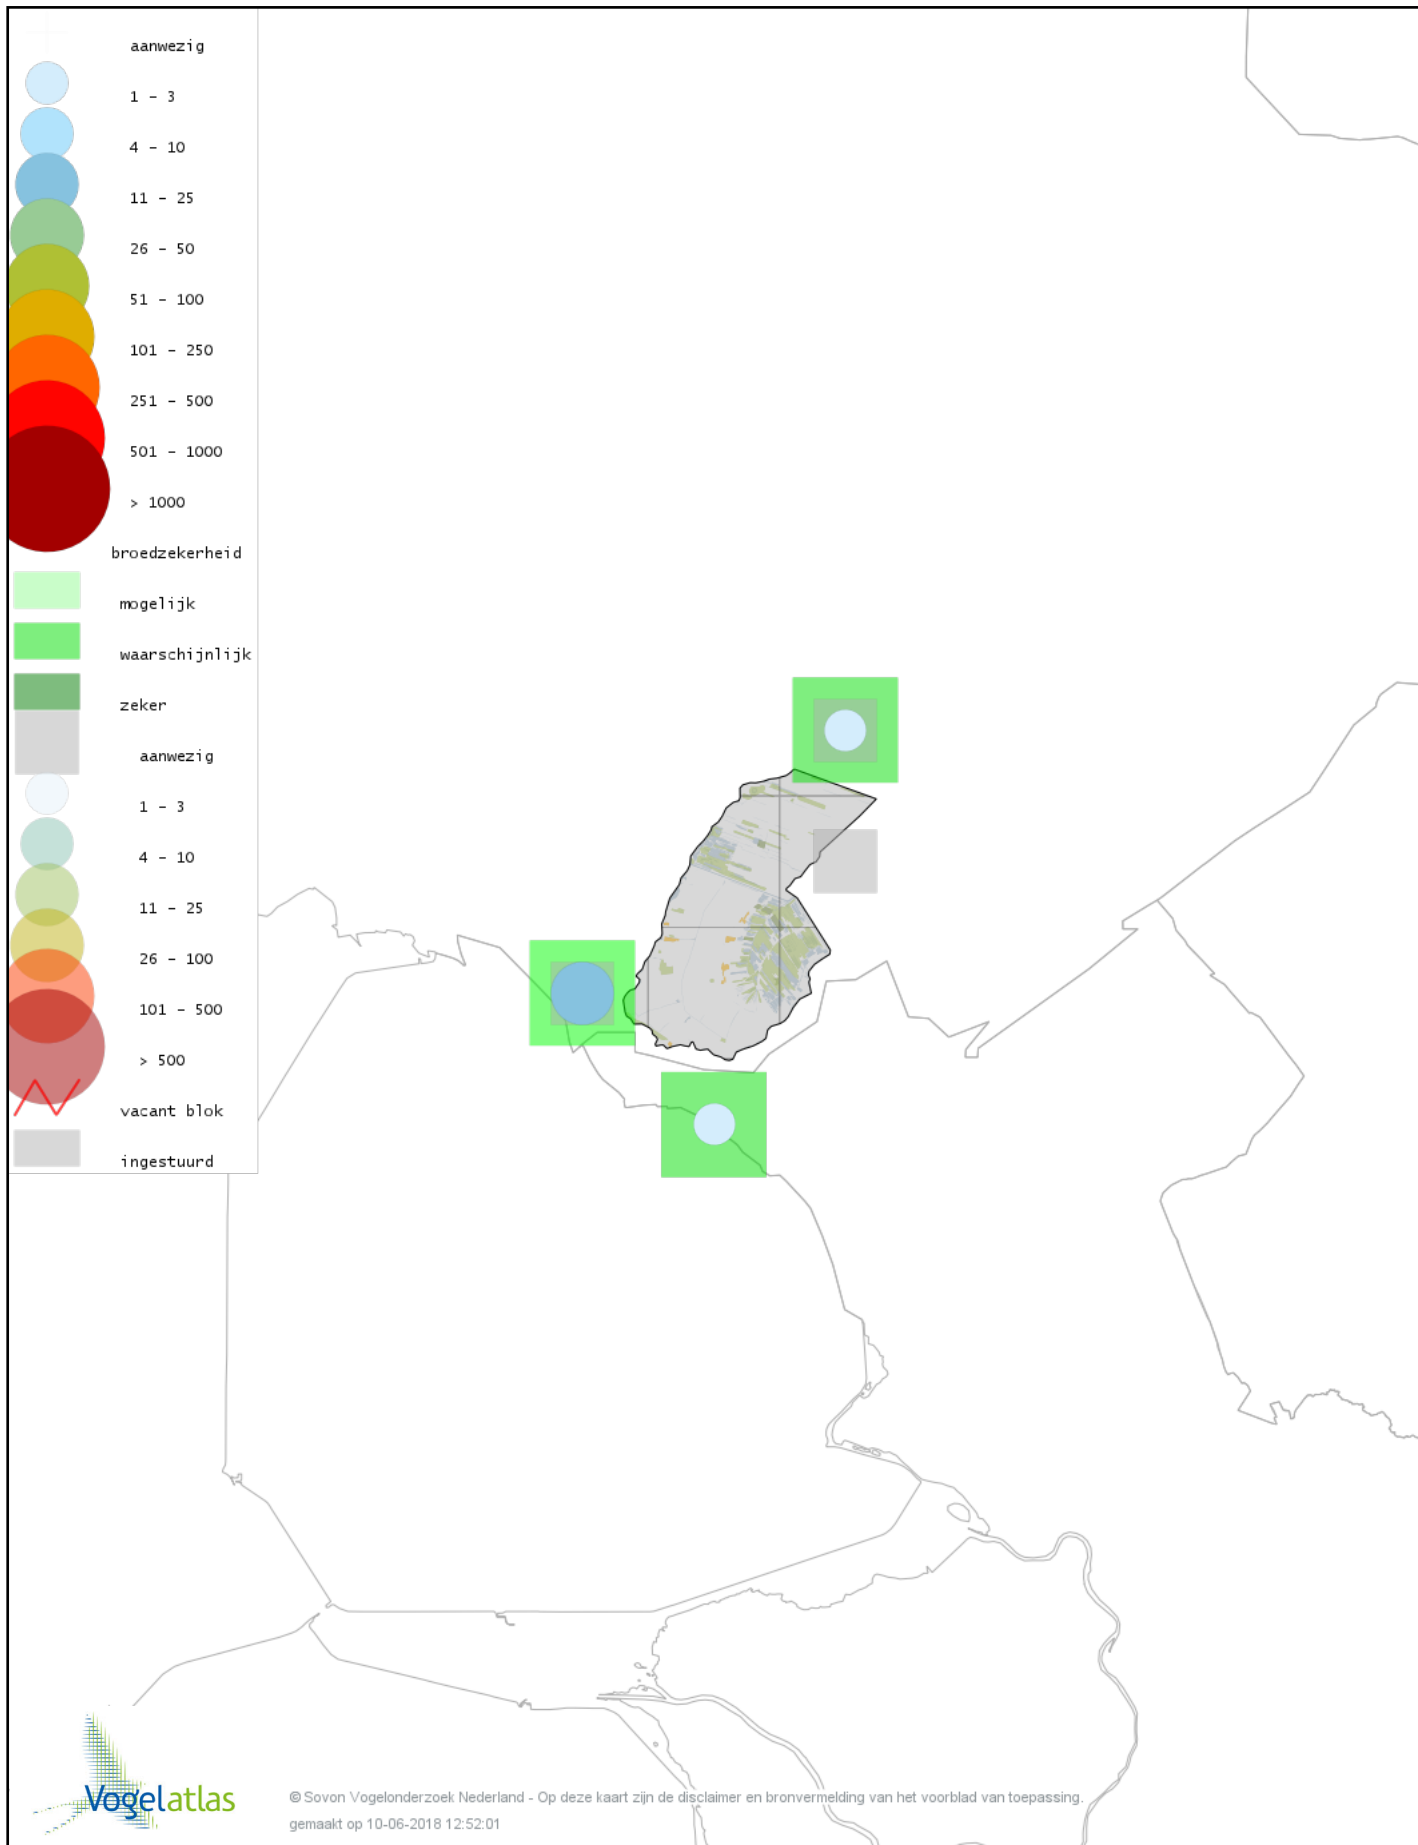 aanwezig
1 - 3
4 - 10
11 - 25
26 - 50
51 - 100
101 - 250
251 - 500
501 - 1000
> 1000
broedzekerheid
mogelijk
waarschijnlijk
zeker
aanwezig
1 - 3
4 - 10
11 - 25
26 - 100
101 - 500
> 500
vacant blok
ingestuurd
Vogelatlas
© Sovon Vogelonderzoek Nederland - Op deze kaart zijn de disclaimer en bronvermelding van het voorblad van toepassing.
gemaakt op 10-06-2018 12:52:01